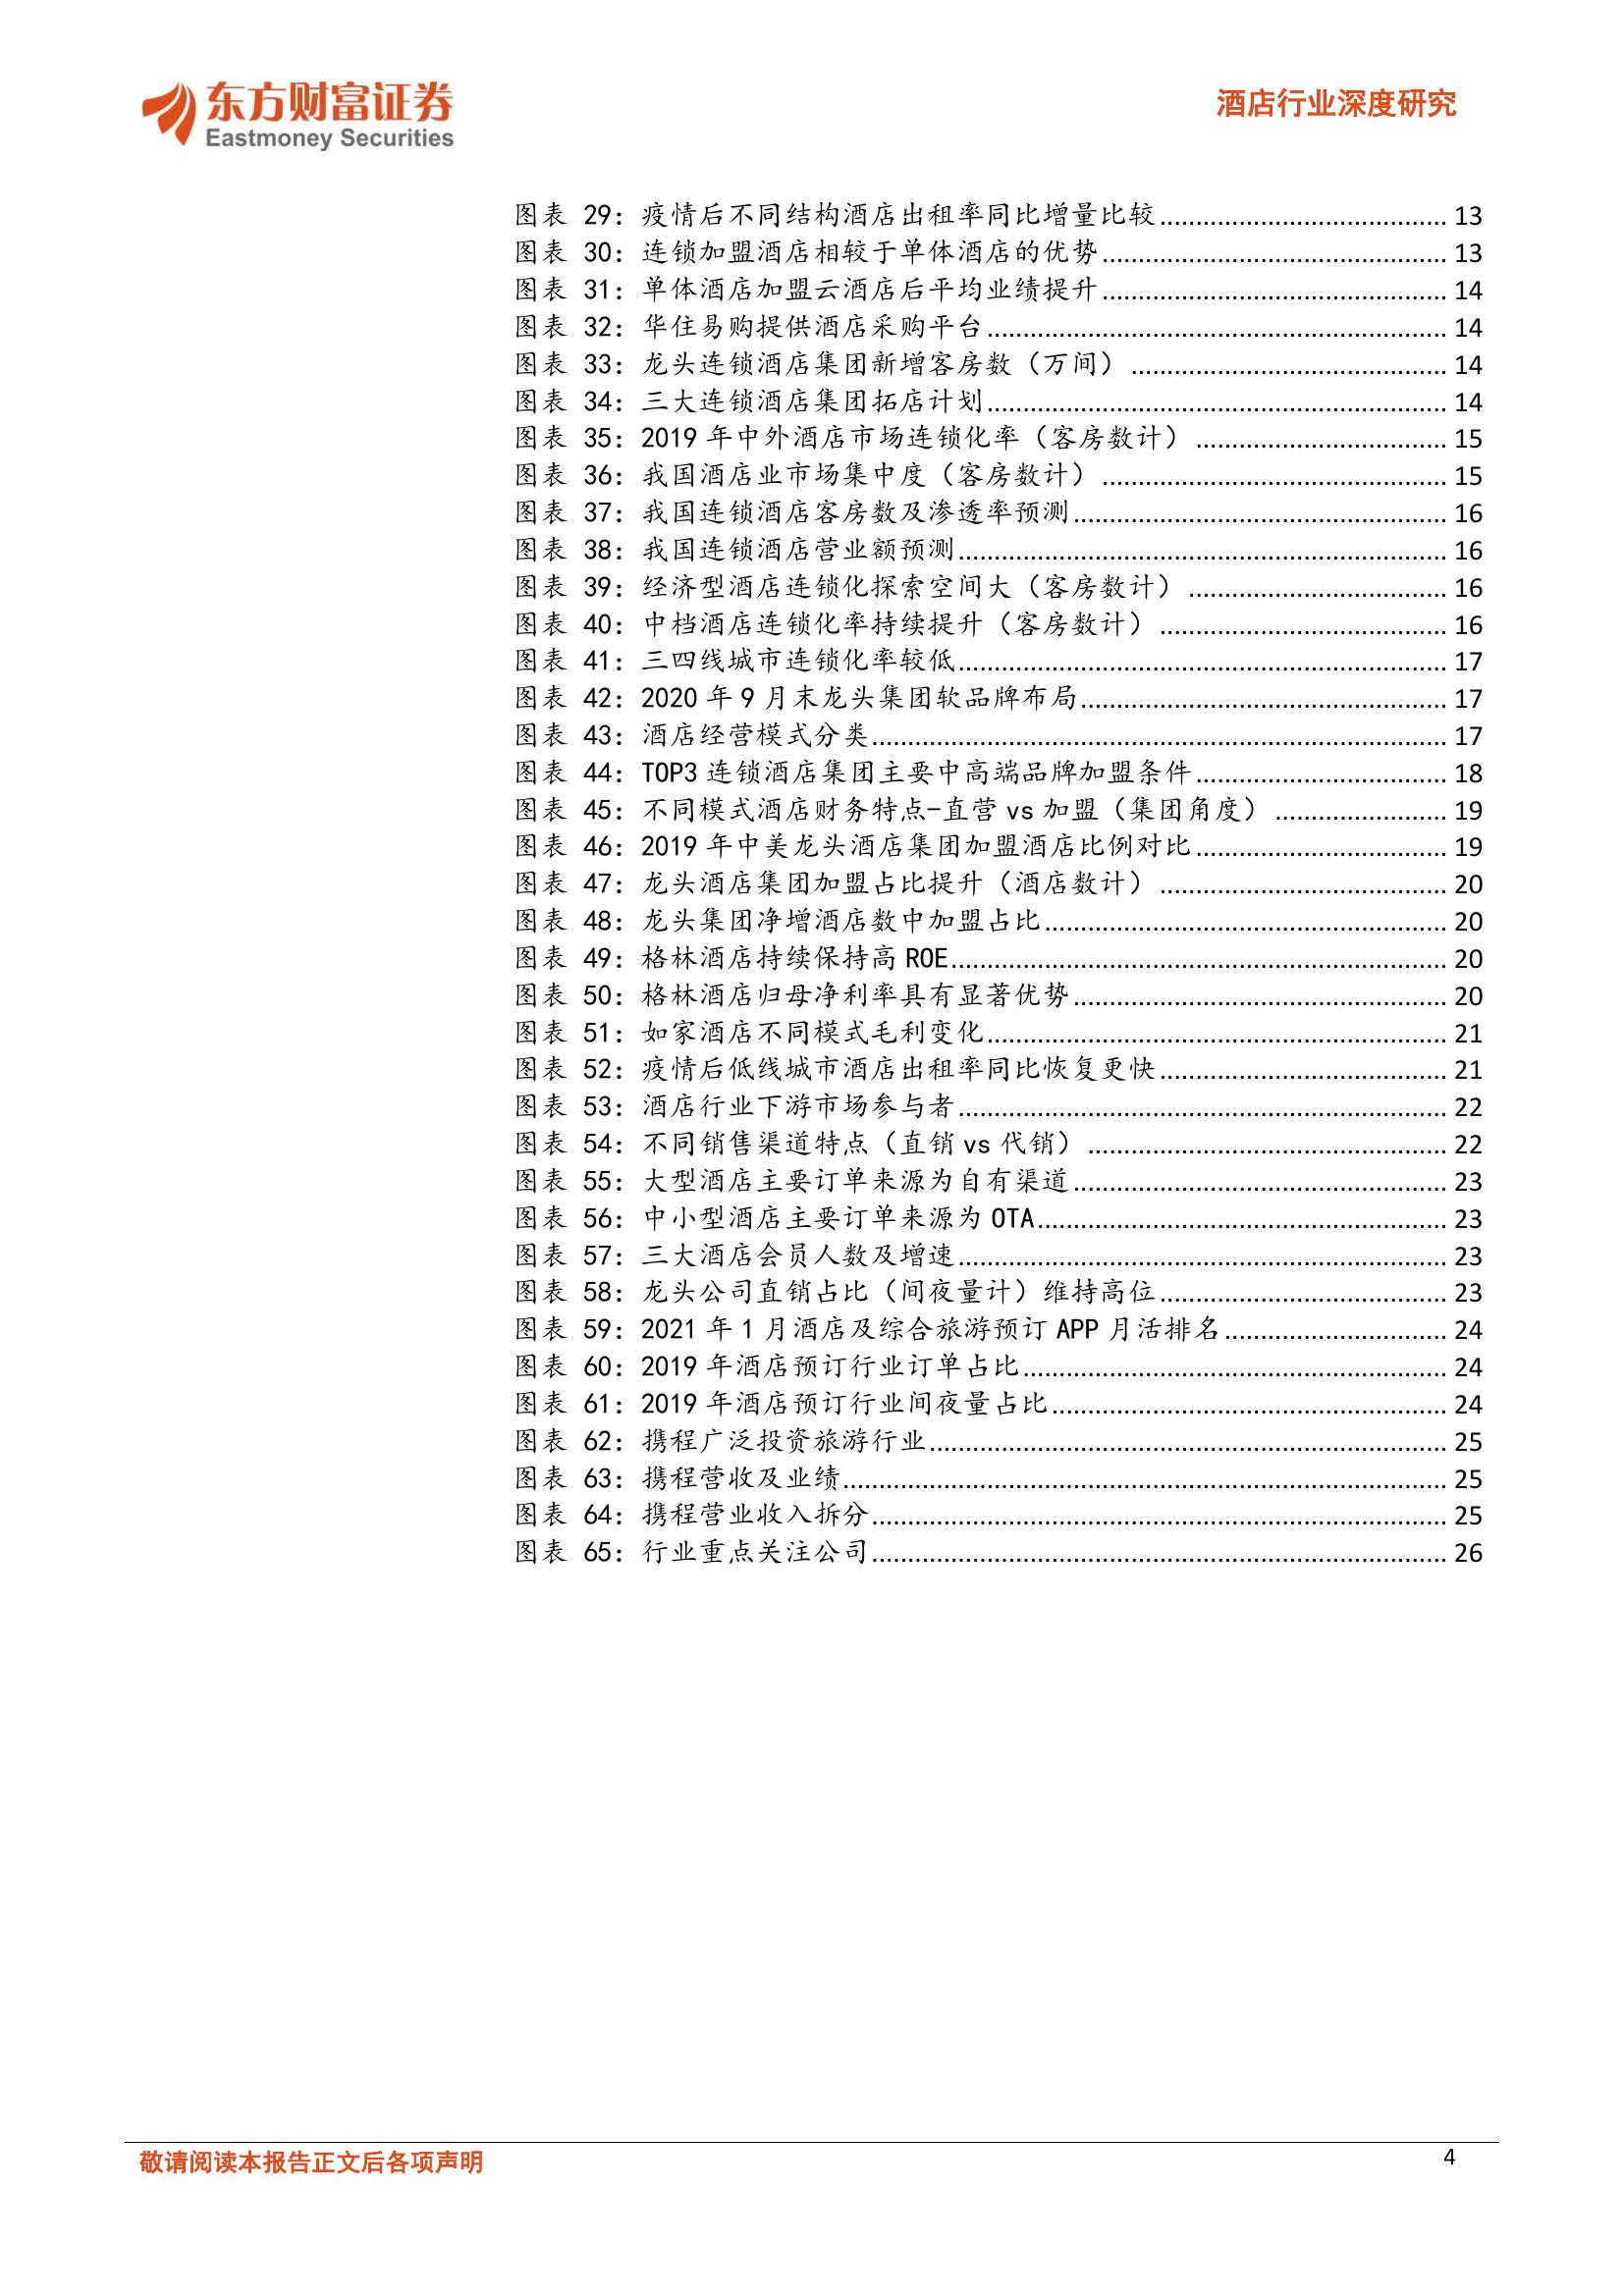 东方财富证券
Eastmoney Securities
酒店行业深度研究
图表 29：疫情后不同结构酒店出租率同比增量比较........................................ 13
图表 30：连锁加盟酒店相较于单体酒店的优势................................................ 13
图表 31：单体酒店加盟云酒店后平均业绩提升................................................ 14
图表 32：华住易购提供酒店采购平台................................................................ 14
图表 33：龙头连锁酒店集团新增客房数（万间）............................................ 14
图表 34：三大连锁酒店集团拓店计划................................................................ 14
图表 35：2019 年中外酒店市场连锁化率（客房数计）................................... 15
图表 36：我国酒店业市场集中度（客房数计）................................................ 15
图表 37：我国连锁酒店客房数及渗透率预测.................................................... 16
图表 38：我国连锁酒店营业额预测.................................................................... 16
图表 39：经济型酒店连锁化探索空间大（客房数计）.................................... 16
图表 40：中档酒店连锁化率持续提升（客房数计）........................................ 16
图表 41：三四线城市连锁化率较低.................................................................... 17
图表 42：2020 年 9 月末龙头集团软品牌布局................................................... 17
图表 43：酒店经营模式分类................................................................................ 17
图表 44：TOP3 连锁酒店集团主要中高端品牌加盟条件................................... 18
图表 45：不同模式酒店财务特点-直营 vs 加盟（集团角度）........................ 19
图表 46：2019 年中美龙头酒店集团加盟酒店比例对比................................... 19
图表 47：龙头酒店集团加盟占比提升（酒店数计）........................................ 20
图表 48：龙头集团净增酒店数中加盟占比........................................................ 20
图表 49：格林酒店持续保持高 ROE..................................................................... 20
图表 50：格林酒店归母净利率具有显著优势.................................................... 20
图表 51：如家酒店不同模式毛利变化................................................................ 21
图表 52：疫情后低线城市酒店出租率同比恢复更快........................................ 21
图表 53：酒店行业下游市场参与者.................................................................... 22
图表 54：不同销售渠道特点（直销 vs 代销）.................................................. 22
图表 55：大型酒店主要订单来源为自有渠道.................................................... 23
图表 56：中小型酒店主要订单来源为 OTA......................................................... 23
图表 57：三大酒店会员人数及增速.................................................................... 23
图表 58：龙头公司直销占比（间夜量计）维持高位........................................ 23
图表 59：2021 年 1 月酒店及综合旅游预订 APP 月活排名............................... 24
图表 60：2019 年酒店预订行业订单占比........................................................... 24
图表 61：2019 年酒店预订行业间夜量占比....................................................... 24
图表 62：携程广泛投资旅游行业........................................................................ 25
图表 63：携程营收及业绩.................................................................................... 25
图表 64：携程营业收入拆分................................................................................ 25
图表 65：行业重点关注公司................................................................................ 26
敬请阅读本报告正文后各项声明
4